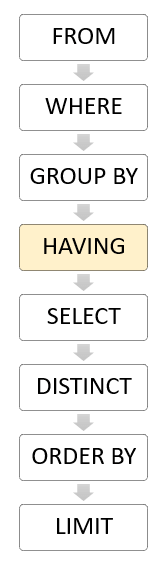 FROM
WHERE
GROUP BY
HAVING
SELECT
DISTINCT
ORDER BY
LIMIT